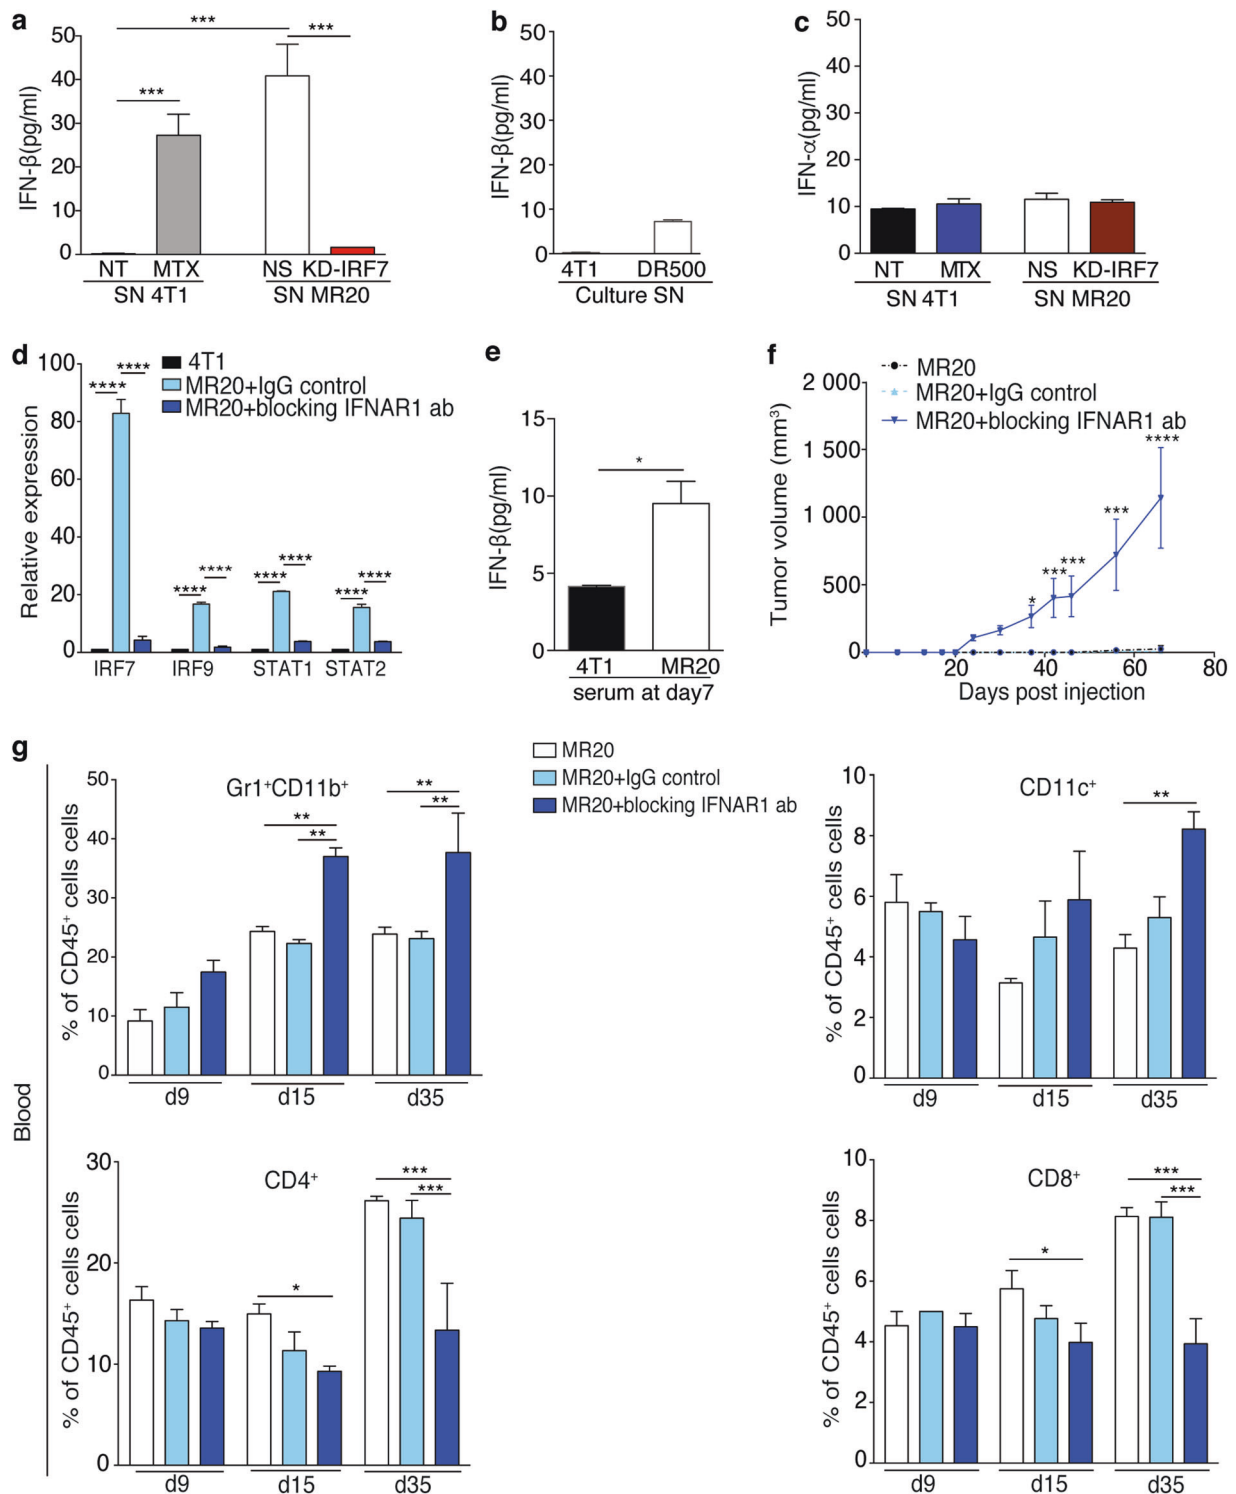 a
IFN-β(pg/ml)
50
40
30
20
10
0
***
***
***
NT MTX NS KD-IRF7
SN 4T1 SN MR20
b
IFN-β(pg/ml)
50
40
30
20
10
0
4T1 DR500
Culture SN
c
IFN-α(pg/ml)
50
40
30
20
10
0
NT MTX NS KD-IRF7
SN 4T1 SN MR20
d
4T1
MR20+IgG control
MR20+blocking IFNAR1 ab
Relative expression
100
80
60
40
20
0
****
****
****
****
****
****
****
****
IRF7 IRF9 STAT1 STAT2
e
IFN-β(pg/ml)
15
10
5
0
*
4T1 MR20
serum at day7
f
MR20
MR20+IgG control
MR20+blocking IFNAR1 ab
Tumor volume (mm³)
2 000
1 500
1 000
500
0
*
***
***
***
****
20 40 60 80
Days post injection
g
MR20
MR20+IgG control
MR20+blocking IFNAR1 ab
Blood
Gr1⁺CD11b⁺
% of CD45⁺ cells cells
50
40
30
20
10
0
**
**
**
**
d9 d15 d35
CD11c⁺
% of CD45⁺ cells cells
10
8
6
4
2
0
**
d9 d15 d35
CD4⁺
% of CD45⁺ cells cells
30
20
10
0
*
***
***
d9 d15 d35
CD8⁺
% of CD45⁺ cells cells
10
8
6
4
2
0
*
***
***
d9 d15 d35